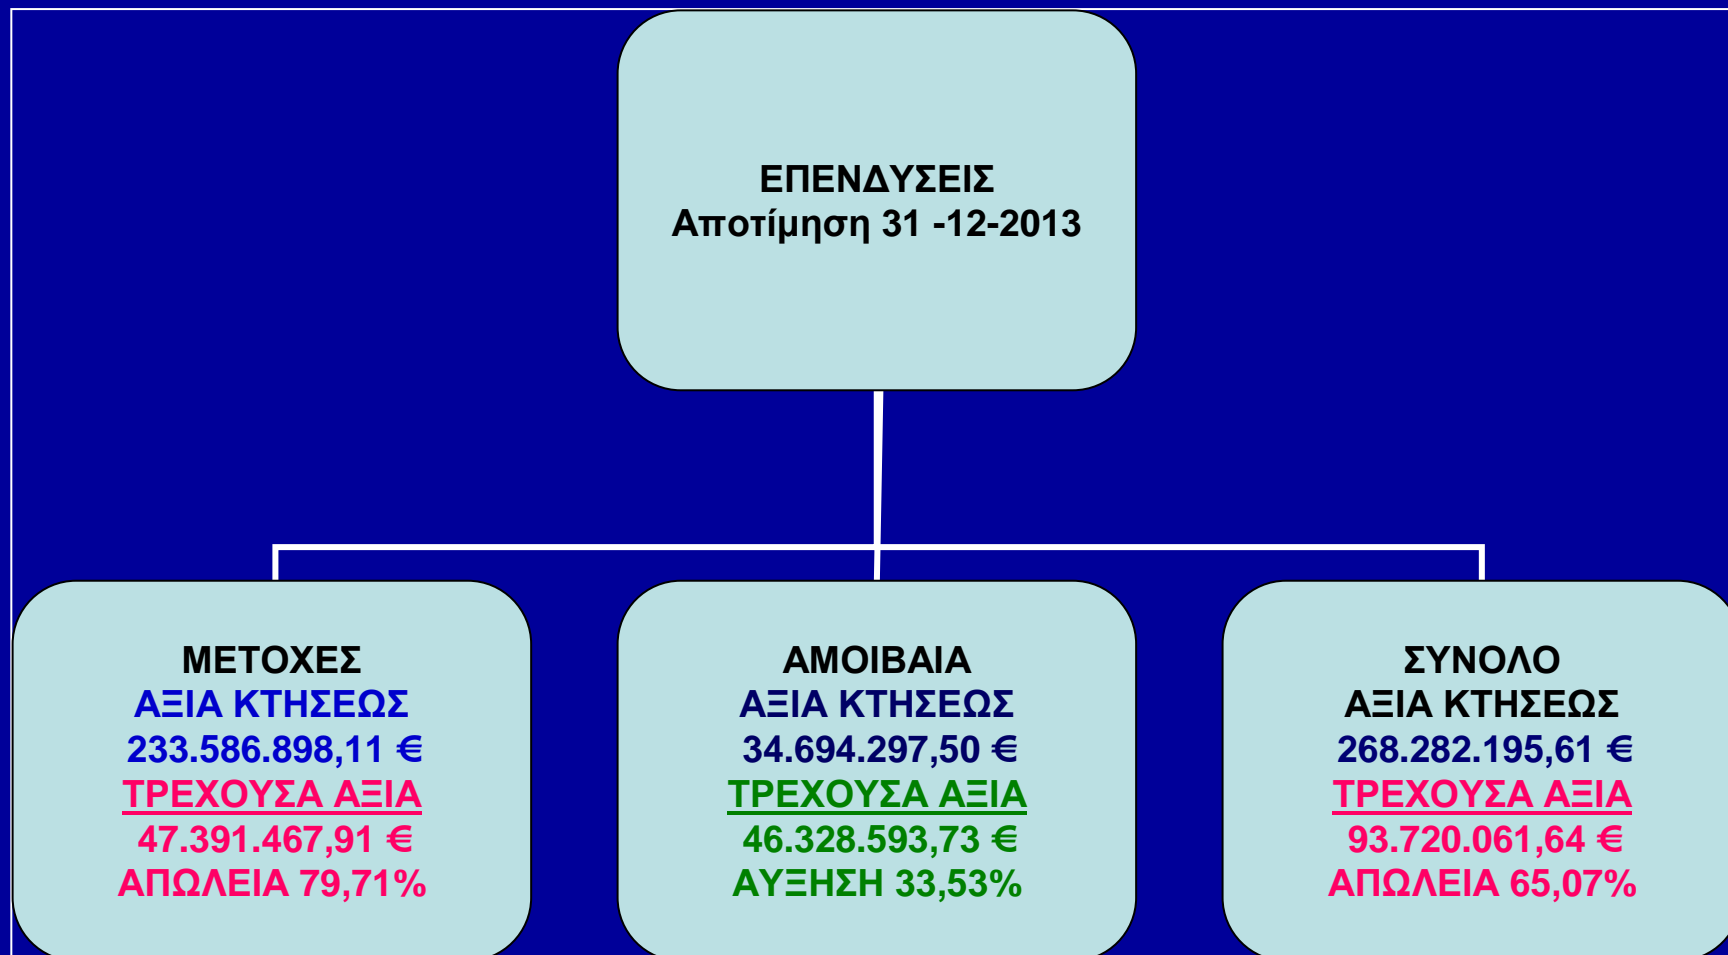 ΕΠΕΝΔΥΣΕΙΣ
Αποτίμηση 31 -12-2013
ΜΕΤΟΧΕΣ
ΑΞΙΑ ΚΤΗΣΕΩΣ
233.586.898,11 €
ΤΡΕΧΟΥΣΑ ΑΞΙΑ
47.391.467,91 €
ΑΠΩΛΕΙΑ 79,71%
ΑΜΟΙΒΑΙΑ
ΑΞΙΑ ΚΤΗΣΕΩΣ
34.694.297,50 €
ΤΡΕΧΟΥΣΑ ΑΞΙΑ
46.328.593,73 €
ΑΥΞΗΣΗ 33,53%
ΣΥΝΟΛΟ
ΑΞΙΑ ΚΤΗΣΕΩΣ
268.282.195,61 €
ΤΡΕΧΟΥΣΑ ΑΞΙΑ
93.720.061,64 €
ΑΠΩΛΕΙΑ 65,07%